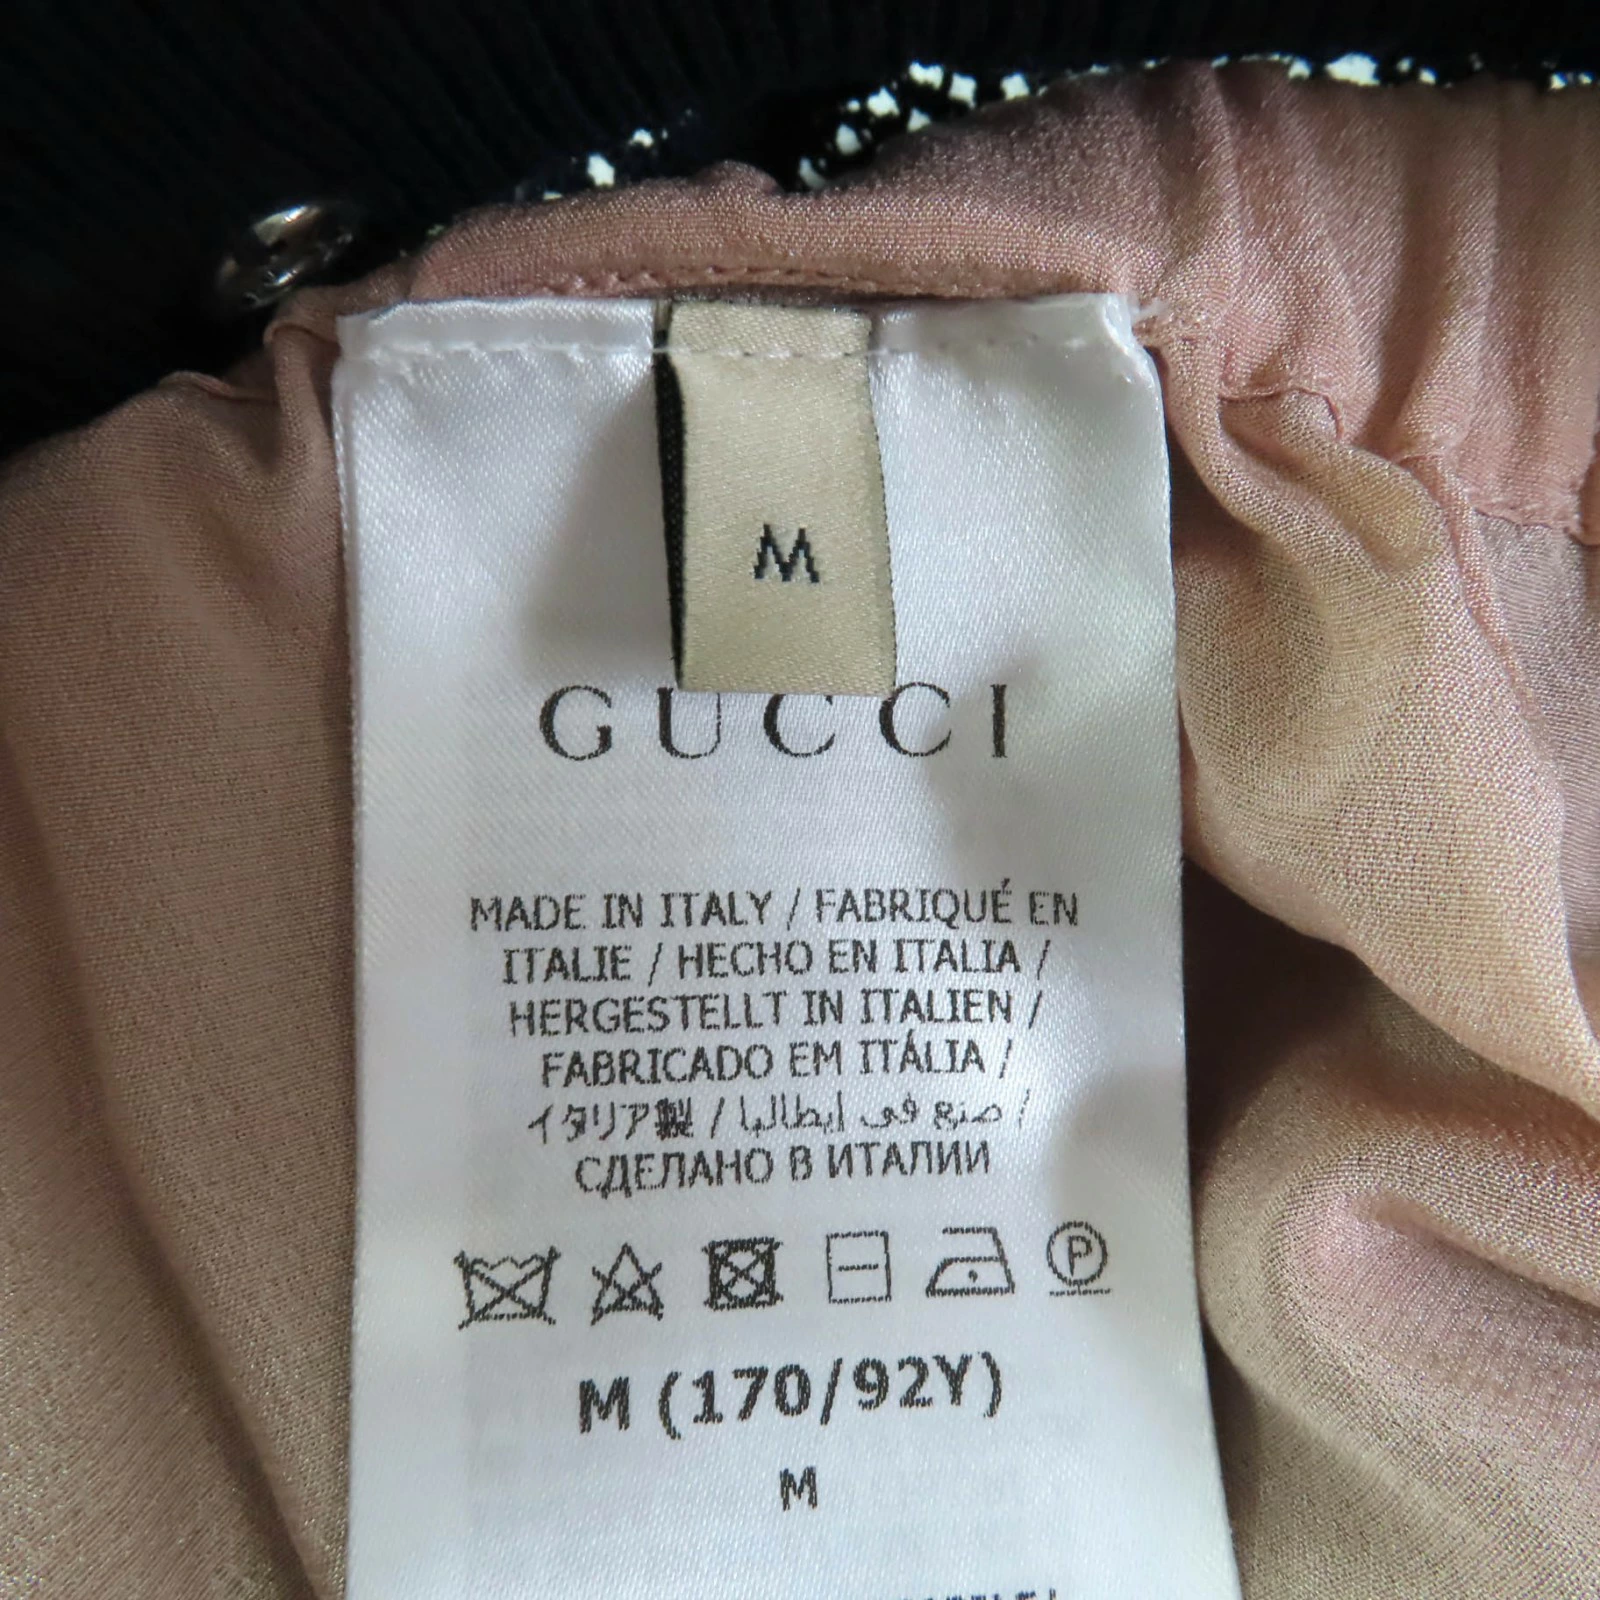 M
GUCCI
MADE IN ITALY / FABRIQUÉ EN
ITALIE / HECHO EN ITALIA /
HERGESTELLT IN ITALIEN /
FABRICADO EM ITÁLIA /
イタリア製 / صنع في إيطاليا /
СДЕЛАНО В ИТАЛИИ
P
M (170/92Y)
M